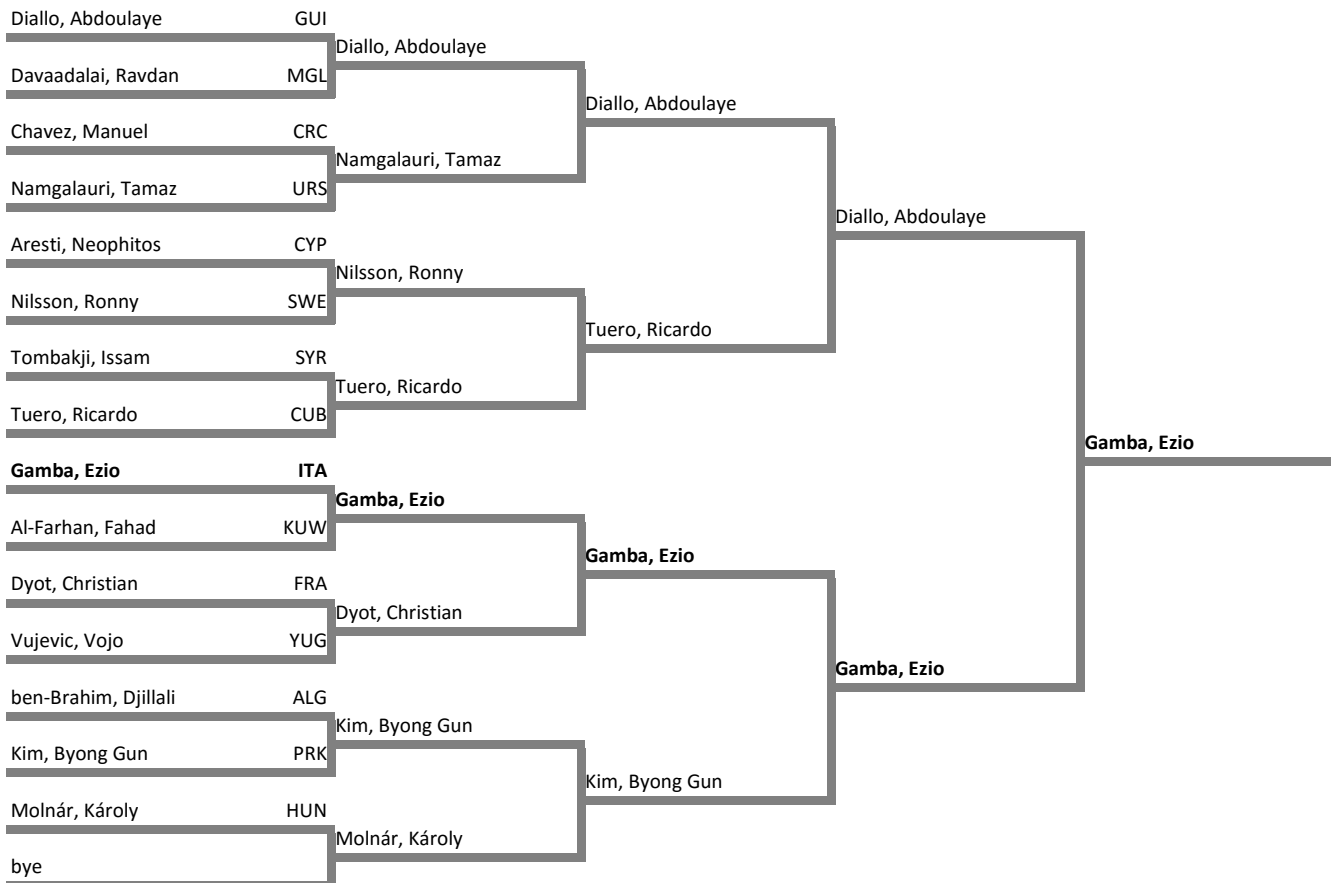 Diallo, Abdoulaye GUI
Diallo, Abdoulaye
Davaadalai, Ravdan MGL
Diallo, Abdoulaye
Chavez, Manuel CRC
Namgalauri, Tamaz
Namgalauri, Tamaz URS
Diallo, Abdoulaye
Aresti, Neophitos CYP
Nilsson, Ronny
Nilsson, Ronny SWE
Tuero, Ricardo
Tombakji, Issam SYR
Tuero, Ricardo
Tuero, Ricardo CUB
Gamba, Ezio
Gamba, Ezio ITA
Gamba, Ezio
Al-Farhan, Fahad KUW
Gamba, Ezio
Dyot, Christian FRA
Dyot, Christian
Vujevic, Vojo YUG
Gamba, Ezio
ben-Brahim, Djillali ALG
Kim, Byong Gun
Kim, Byong Gun PRK
Kim, Byong Gun
Molnár, Károly HUN
Molnár, Károly
bye